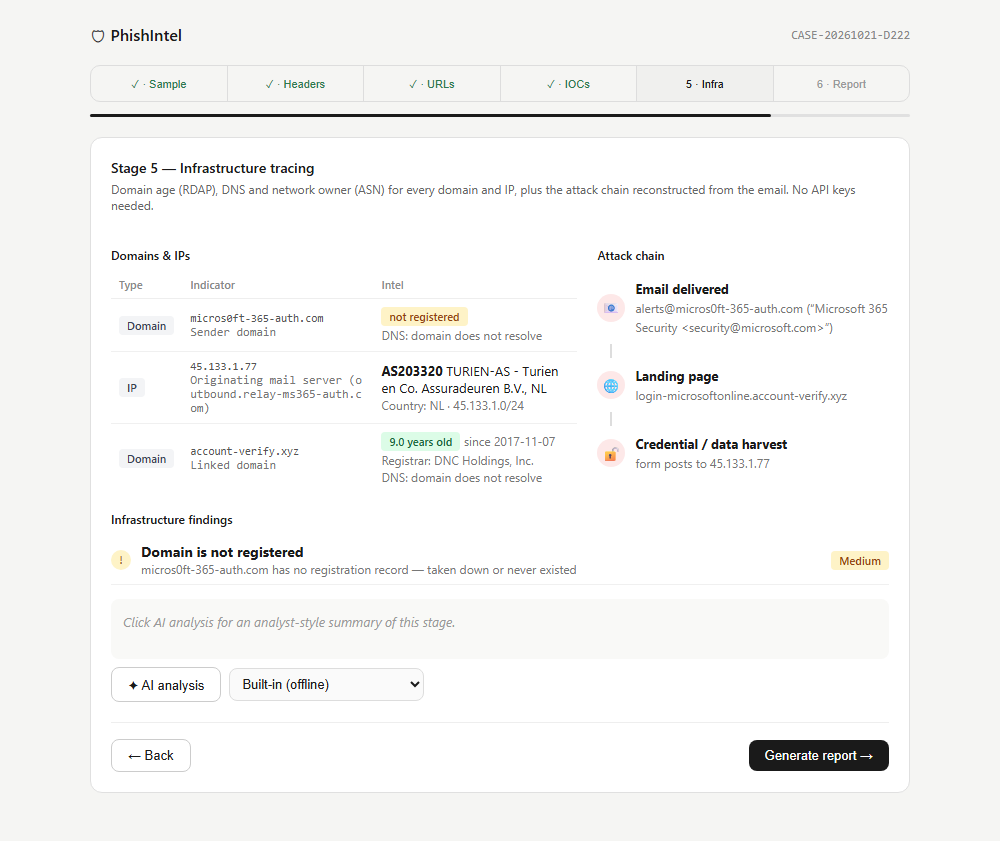 PhishIntel
CASE-20261021-D222
✓ · Sample
✓ · Headers
✓ · URLs
✓ · IOCs
5 · Infra
6 · Report
Stage 5 — Infrastructure tracing
Domain age (RDAP), DNS and network owner (ASN) for every domain and IP, plus the attack chain reconstructed from the email. No API keys
needed.
Domains & IPs
Type Indicator Intel
Domain
micros0ft-365-auth.com
Sender domain
not registered
DNS: domain does not resolve
IP
45.133.1.77
Originating mail server (o
utbound.relay-ms365-auth.c
om)
AS203320 TURIEN-AS - Turien
en Co. Assuradeuren B.V., NL
Country: NL · 45.133.1.0/24
Domain
account-verify.xyz
Linked domain
9.0 years old since 2017-11-07
Registrar: DNC Holdings, Inc.
DNS: domain does not resolve
Attack chain
Email delivered
alerts@micros0ft-365-auth.com (“Microsoft 365
Security <security@microsoft.com>”)
Landing page
login-microsoftonline.account-verify.xyz
Credential / data harvest
form posts to 45.133.1.77
Infrastructure findings
!
Domain is not registered
micros0ft-365-auth.com has no registration record — taken down or never existed
Medium
Click AI analysis for an analyst-style summary of this stage.
✦ AI analysis
Built-in (offline)
← Back
Generate report →